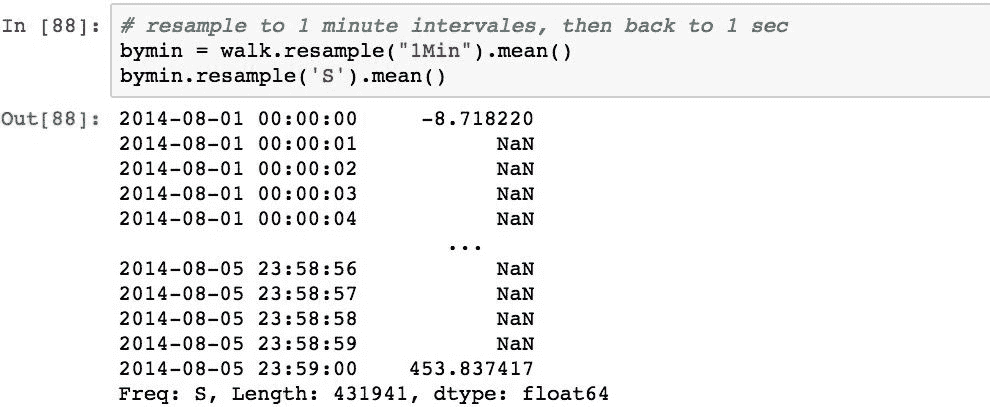 In [88]: # resample to 1 minute intervales, then back to 1 sec
bymin = walk.resample("1Min").mean()
bymin.resample('S').mean()
Out[88]: 2014-08-01 00:00:00 -8.718220
2014-08-01 00:00:01 NaN
2014-08-01 00:00:02 NaN
2014-08-01 00:00:03 NaN
2014-08-01 00:00:04 NaN
...
2014-08-05 23:58:56 NaN
2014-08-05 23:58:57 NaN
2014-08-05 23:58:58 NaN
2014-08-05 23:58:59 NaN
2014-08-05 23:59:00 453.837417
Freq: S, Length: 431941, dtype: float64